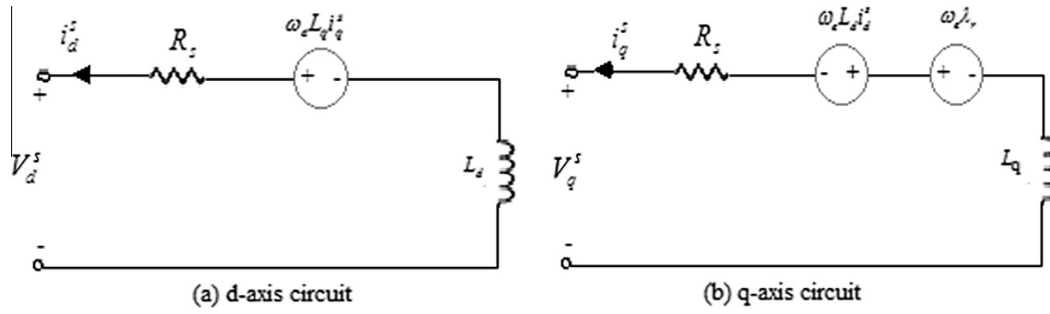 i_d^s R_s ω_e L_q i_q^s
+ -
+
V_d^s
L_d
-
(a) d-axis circuit
i_q^s R_s ω_e L_d i_d^s ω_e λ_r
- + + -
+
V_q^s
L_q
-
(b) q-axis circuit